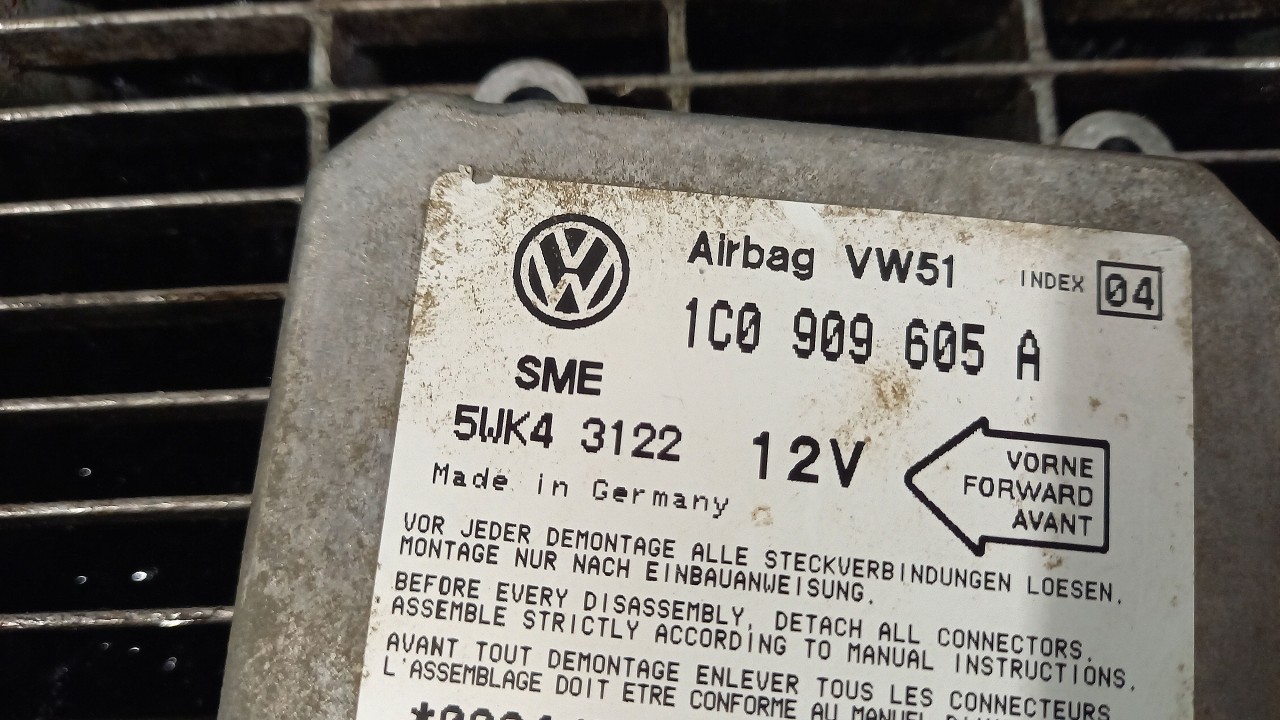 Airbag VW51 INDEX 04
1C0 909 605 A
SME
5WK4 3122 12V
VORNE
FORWARD
AVANT
Made in Germany
VOR JEDER DEMONTAGE ALLE STECKVERBINDUNGEN LOESEN.
MONTAGE NUR NACH EINBAUANWEISUNG.
BEFORE EVERY DISASSEMBLY, DETACH ALL CONNECTORS.
ASSEMBLE STRICTLY ACCORDING TO MANUAL INSTRUCTIONS.
AVANT TOUT DEMONTAGE ENLEVER TOUS LES CONNECTEURS
L'ASSEMBLAGE DOIT ETRE CONFORME AU MANUEL